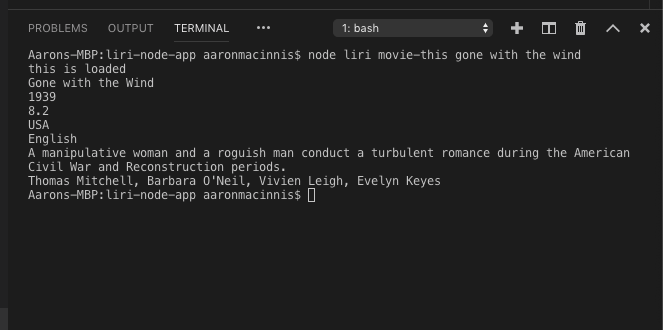 PROBLEMS OUTPUT TERMINAL ••• 1: bash
Aarons-MBP:liri-node-app aaronmacinnis$ node liri movie-this gone with the wind
this is loaded
Gone with the Wind
1939
8.2
USA
English
A manipulative woman and a roguish man conduct a turbulent romance during the American
Civil War and Reconstruction periods.
Thomas Mitchell, Barbara O'Neil, Vivien Leigh, Evelyn Keyes
Aarons-MBP:liri-node-app aaronmacinnis$